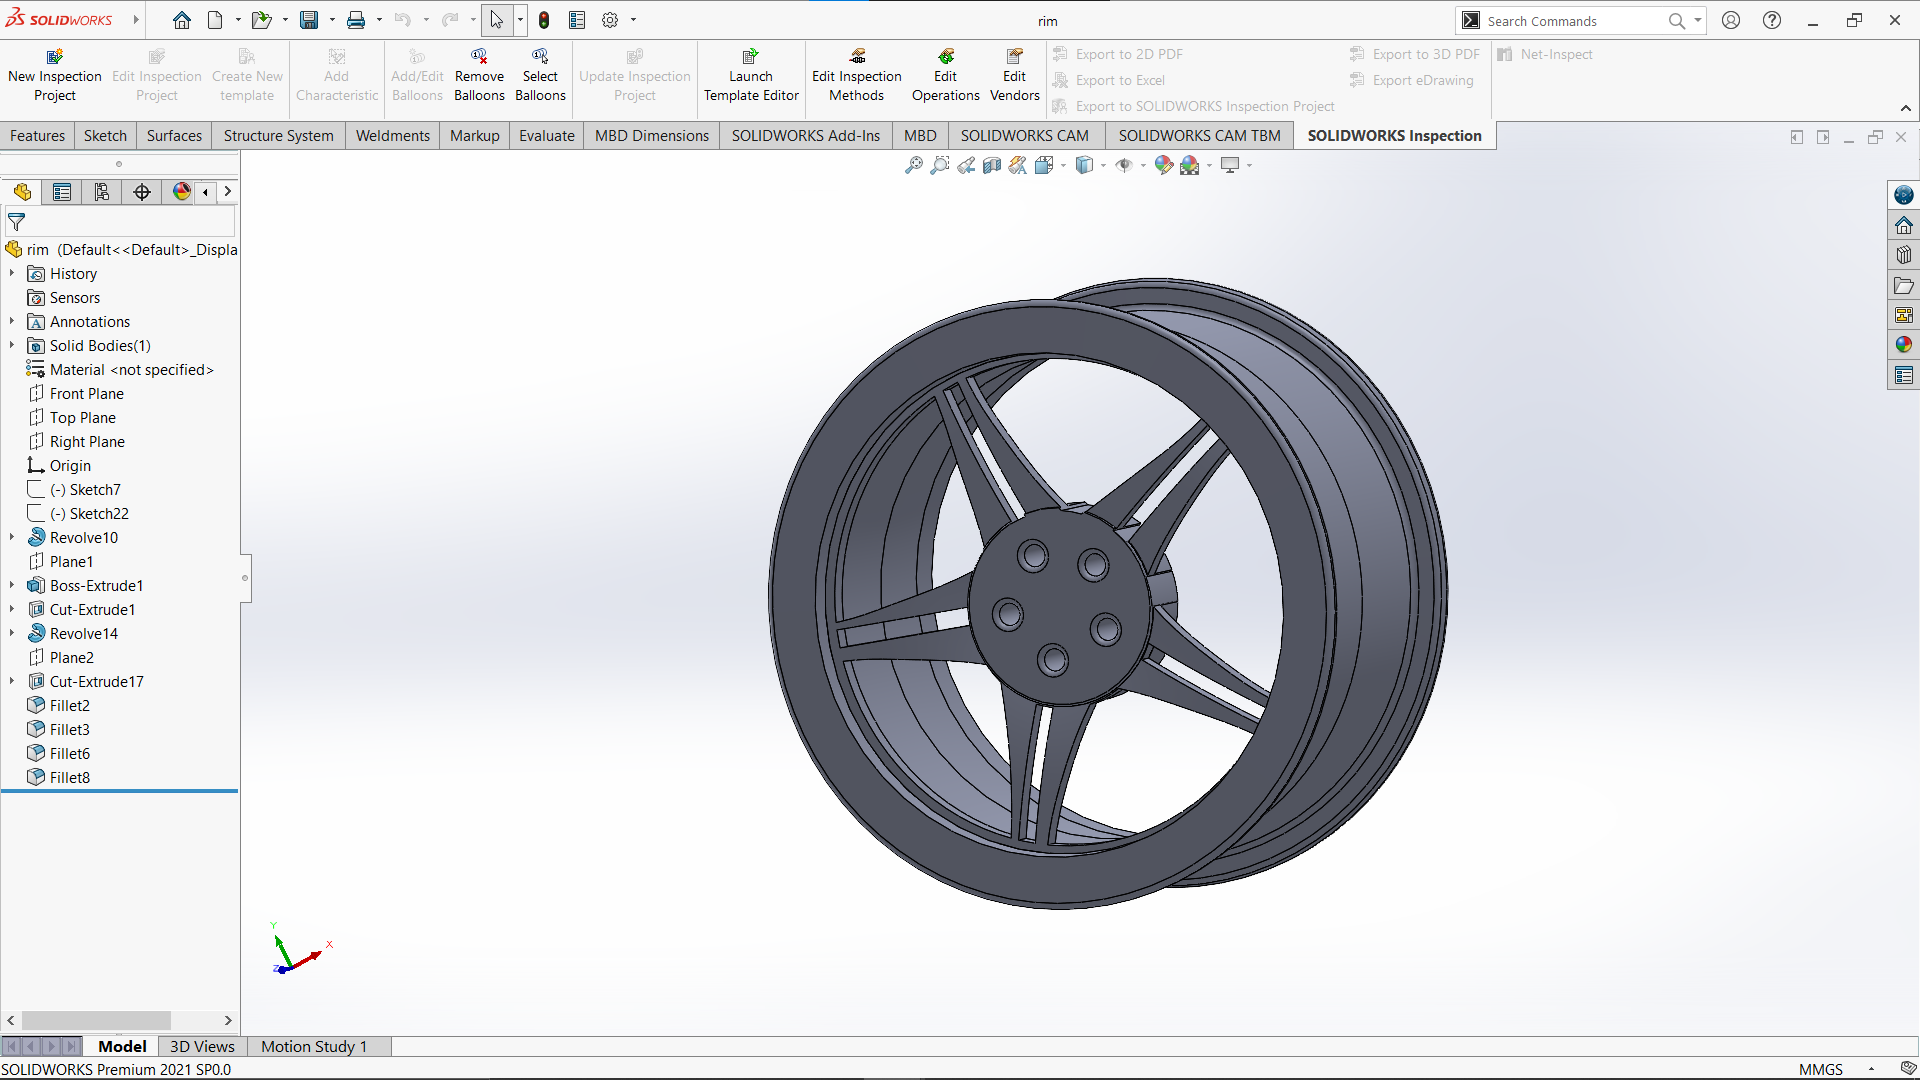 SOLIDWORKS
rim
Search Commands
New Inspection Project
Edit Inspection Project
Create New template
Add Characteristic
Add/Edit Balloons
Remove Balloons
Select Balloons
Update Inspection Project
Launch Template Editor
Edit Inspection Methods
Edit Operations
Edit Vendors
Export to 2D PDF
Export to Excel
Export to SOLIDWORKS Inspection Project
Export to 3D PDF
Export eDrawing
Net-Inspect
Features
Sketch
Surfaces
Structure System
Weldments
Markup
Evaluate
MBD Dimensions
SOLIDWORKS Add-Ins
MBD
SOLIDWORKS CAM
SOLIDWORKS CAM TBM
SOLIDWORKS Inspection
rim (Default<<Default>_Displa
History
Sensors
Annotations
Solid Bodies(1)
Material <not specified>
Front Plane
Top Plane
Right Plane
Origin
(-) Sketch7
(-) Sketch22
Revolve10
Plane1
Boss-Extrude1
Cut-Extrude1
Revolve14
Plane2
Cut-Extrude17
Fillet2
Fillet3
Fillet6
Fillet8
Y
X
Z
Model
3D Views
Motion Study 1
SOLIDWORKS Premium 2021 SP0.0
MMGS